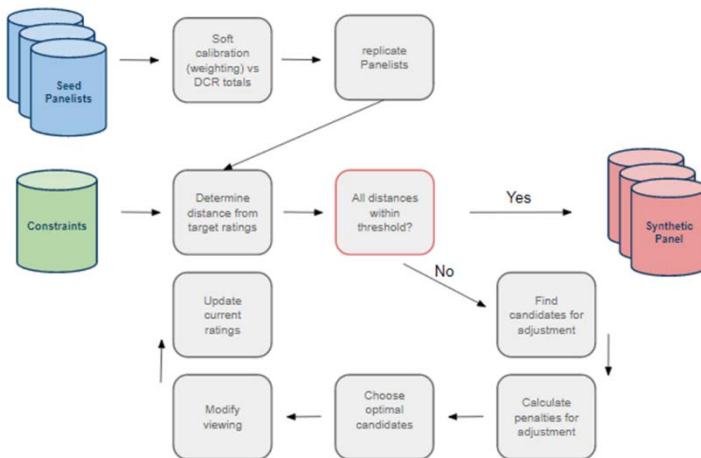 Soft
calibration
(weighting) vs
DCR totals
replicate
Panelists
Seed
Panelists
Determine
distance from
target ratings
All distances
within
threshold?
Yes
Constraints
Synthetic
Panel
No
Update
current
ratings
Find
candidates for
adjustment
Modify
viewing
Choose
optimal
candidates
Calculate
penalties for
adjustment